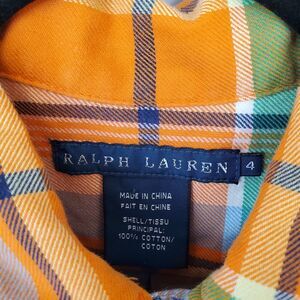 RALPH LAUREN 4
MADE IN CHINA
FAIT EN CHINE
SHELL/TISSU
PRINCIPAL:
100% COTTON/
COTON